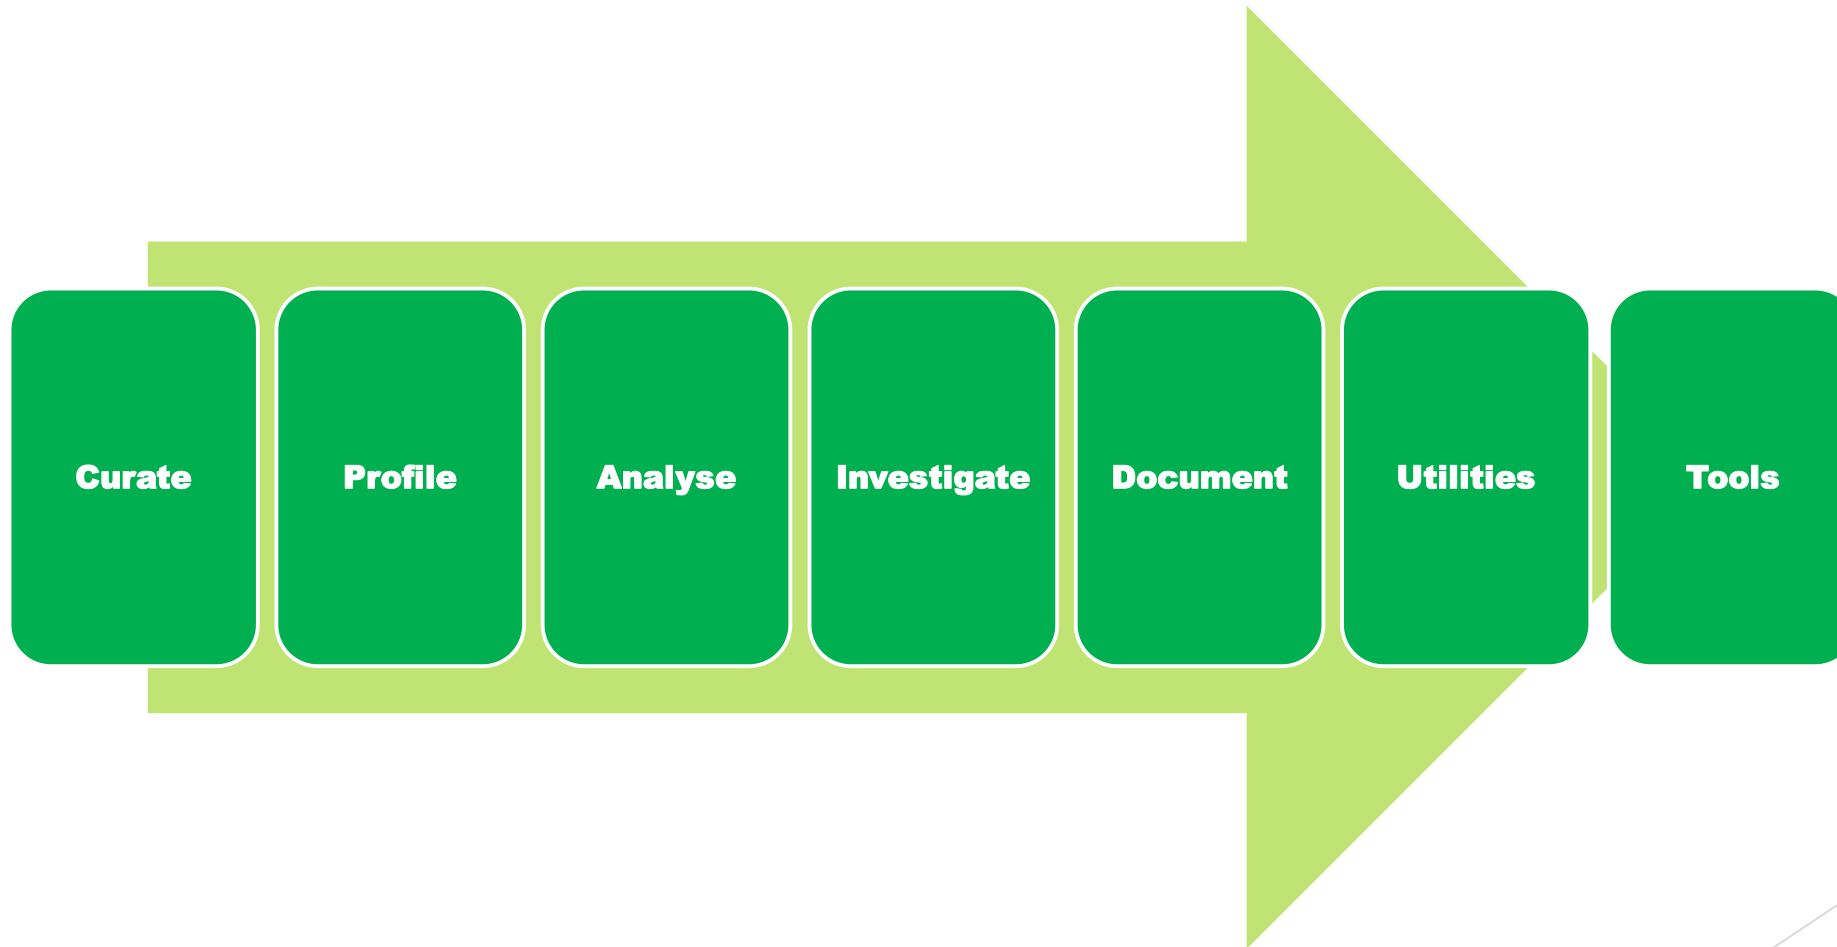 Curate
Profile
Analyse
Investigate
Document
Utilities
Tools